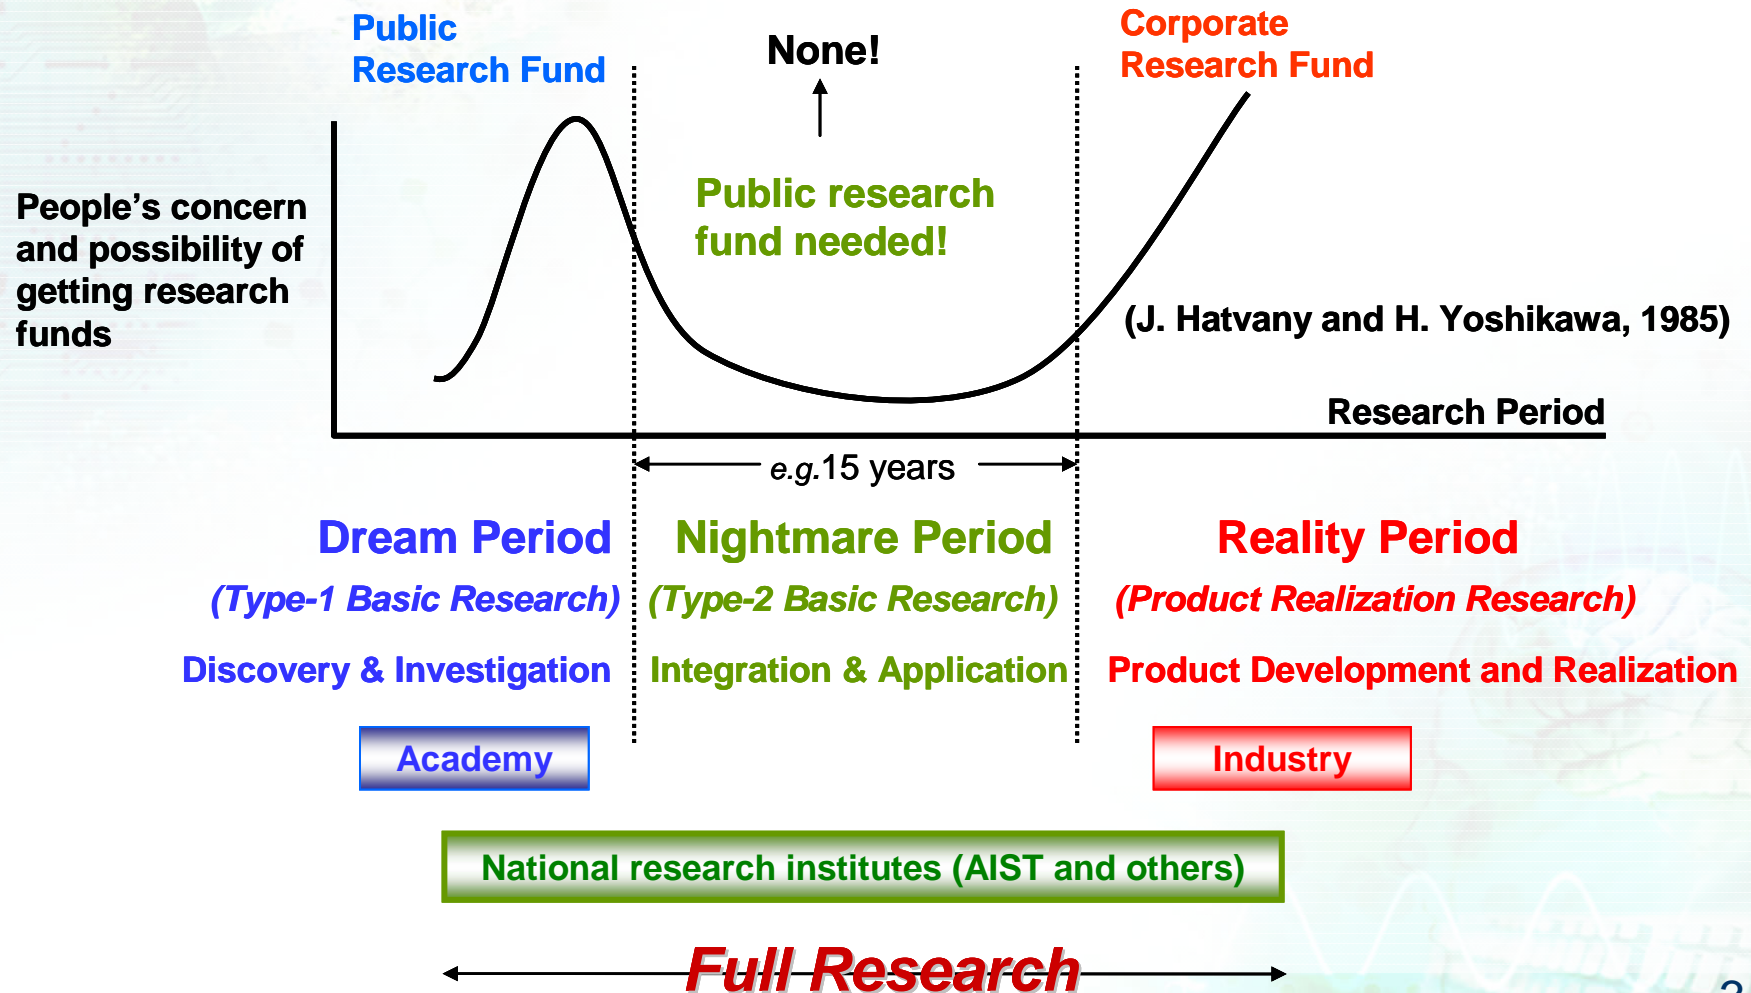 Public
Research Fund
None!
Corporate
Research Fund
People's concern
and possibility of
getting research
funds
Public research
fund needed!
(J. Hatvany and H. Yoshikawa, 1985)
Research Period
e.g.15 years
Dream Period
Nightmare Period
Reality Period
(Type-1 Basic Research)
(Type-2 Basic Research)
(Product Realization Research)
Discovery & Investigation
Integration & Application
Product Development and Realization
Academy
Industry
National research institutes (AIST and others)
Full Research